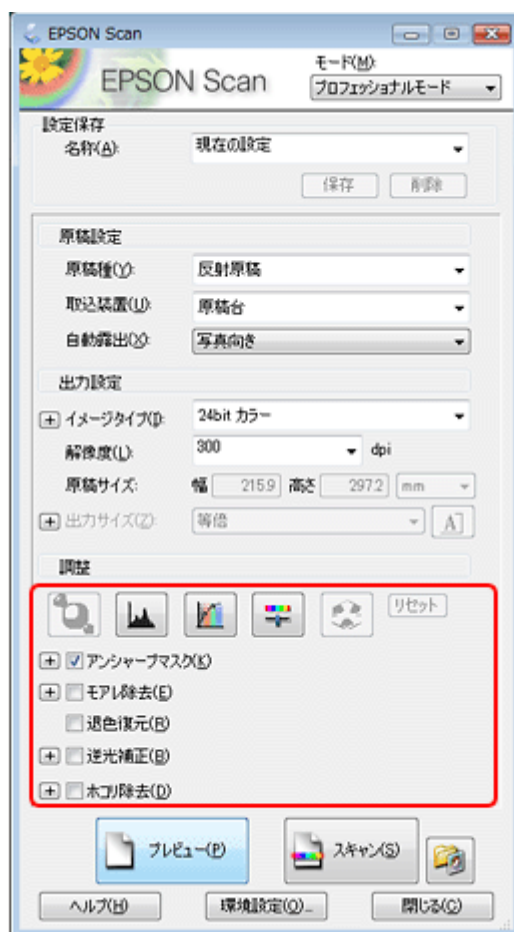 EPSON Scan
EPSON Scan
モード(M):
プロフェッショナルモード
設定保存
名称(A):
現在の設定
保存 削除
原稿設定
原稿種(Y): 反射原稿
取込装置(U): 原稿台
自動露出(X): 写真向き
出力設定
+ イメージタイプ(I): 24bit カラー
解像度(L): 300 dpi
原稿サイズ: 幅 215.9 高さ 297.2 mm
+ 出力サイズ(Z): 等倍 A
調整
リセット
+ アンシャープマスク(K)
+ モアレ除去(E)
退色復元(R)
+ 逆光補正(B)
+ ホコリ除去(D)
プレビュー(P) スキャン(S)
ヘルプ(H) 環境設定(O)... 閉じる(C)